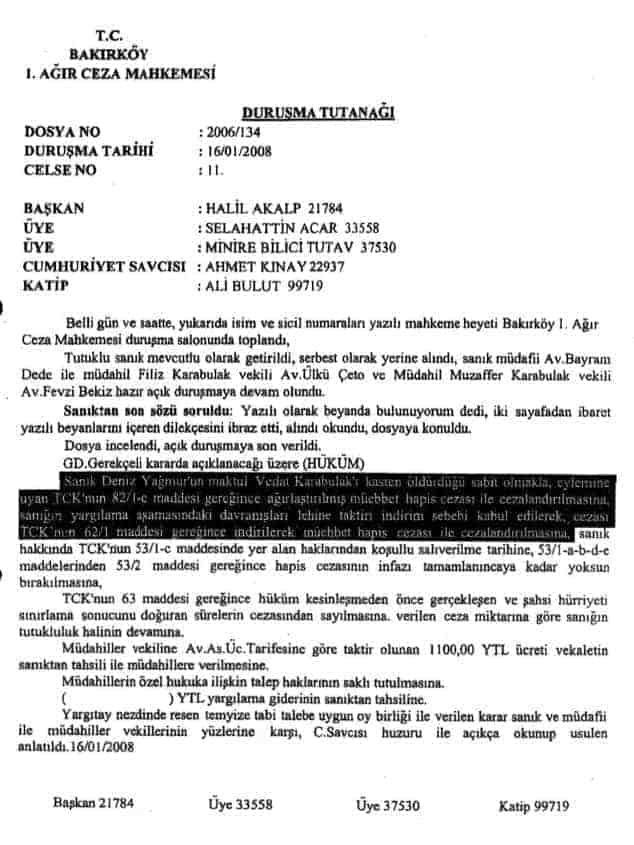 T.C.
BAKIRKÖY
1. AĞIR CEZA MAHKEMESİ
DURUŞMA TUTANAĞI
DOSYA NO : 2006/134
DURUŞMA TARİHİ : 16/01/2008
CELSE NO : 11.
BAŞKAN : HALİL AKALP 21784
ÜYE : SELAHATTİN ACAR 33558
ÜYE : MİNİRE BİLİCİ TUTAV 37530
CUMHURİYET SAVCISI : AHMET KINAY 22937
KATİP : ALİ BULUT 99719
Belli gün ve saatte, yukarıda isim ve sicil numaraları yazılı mahkeme heyeti Bakırköy 1. Ağır
Ceza Mahkemesi duruşma salonunda toplandı,
Tutuklu sanık mevcutlu olarak getirildi, serbest olarak yerine alındı, sanık müdafii Av.Bayram
Dede ile müdahil Filiz Karabulak vekili Av.Ülkü Çeto ve Müdahil Muzaffer Karabulak vekili
Av.Fevzi Bekiz hazır açık duruşmaya devam olundu.
Sanıktan son sözü soruldu: Yazılı olarak beyanda bulunuyorum dedi, iki sayafadan ibaret
yazılı beyanlarını içeren dilekçesini ibraz etti, alındı okundu, dosyaya konuldu.
Dosya incelendi, açık duruşmaya son verildi.
GD.Gerekçeli kararda açıklanacağı üzere (HÜKÜM)
Sanık Deniz Yağmur'un maktul Vedat Karabulak'ı kasten öldürdüğü sabit olmakla, eylemine
uyan TCK'nun 82/1-c maddesi gereğince ağırlaştırılmış müebbet hapis cezası ile cezalandırılmasına,
sanığın yargılama aşamasındaki davranışları lehine taktiri indirim sebebi kabul edilerek, cezası
TCK'nun 62/1 maddesi gereğince indirilerek müebbet hapis cezası ile cezalandırılmasına, sanık
hakkında TCK'nun 53/1-c maddesinde yer alan haklarından koşullu salıverilme tarihine, 53/1-a-b-d-e
maddelerinden 53/2 maddesi gereğince hapis cezasının infazı tamamlanıncaya kadar yoksun
bırakılmasına,
TCK'nun 63 maddesi gereğince hüküm kesinleşmeden önce gerçekleşen ve şahsi hürriyeti
sınırlama sonucunu doğuran sürelerin cezasından sayılmasına. verilen ceza miktarına göre sanığın
tutukluluk halinin devamına.
Müdahiller vekiline Av.As.Üc.Tarifesine göre taktir olunan 1100,00 YTL ücreti vekaletin
sanıktan tahsili ile müdahillere verilmesine.
Müdahillerin özel hukuka ilişkin talep haklarının saklı tutulmasına.
( ) YTL yargılama giderinin sanıktan tahsiline.
Yargıtay nezdinde resen temyize tabi talebe uygun oy birliği ile verilen karar sanık ve müdafii
ile müdahiller vekillerinin yüzlerine karşı, C.Savcısı huzuru ile açıkça okunup usulen
anlatıldı.16/01/2008
Başkan 21784 Üye 33558 Üye 37530 Katip 99719